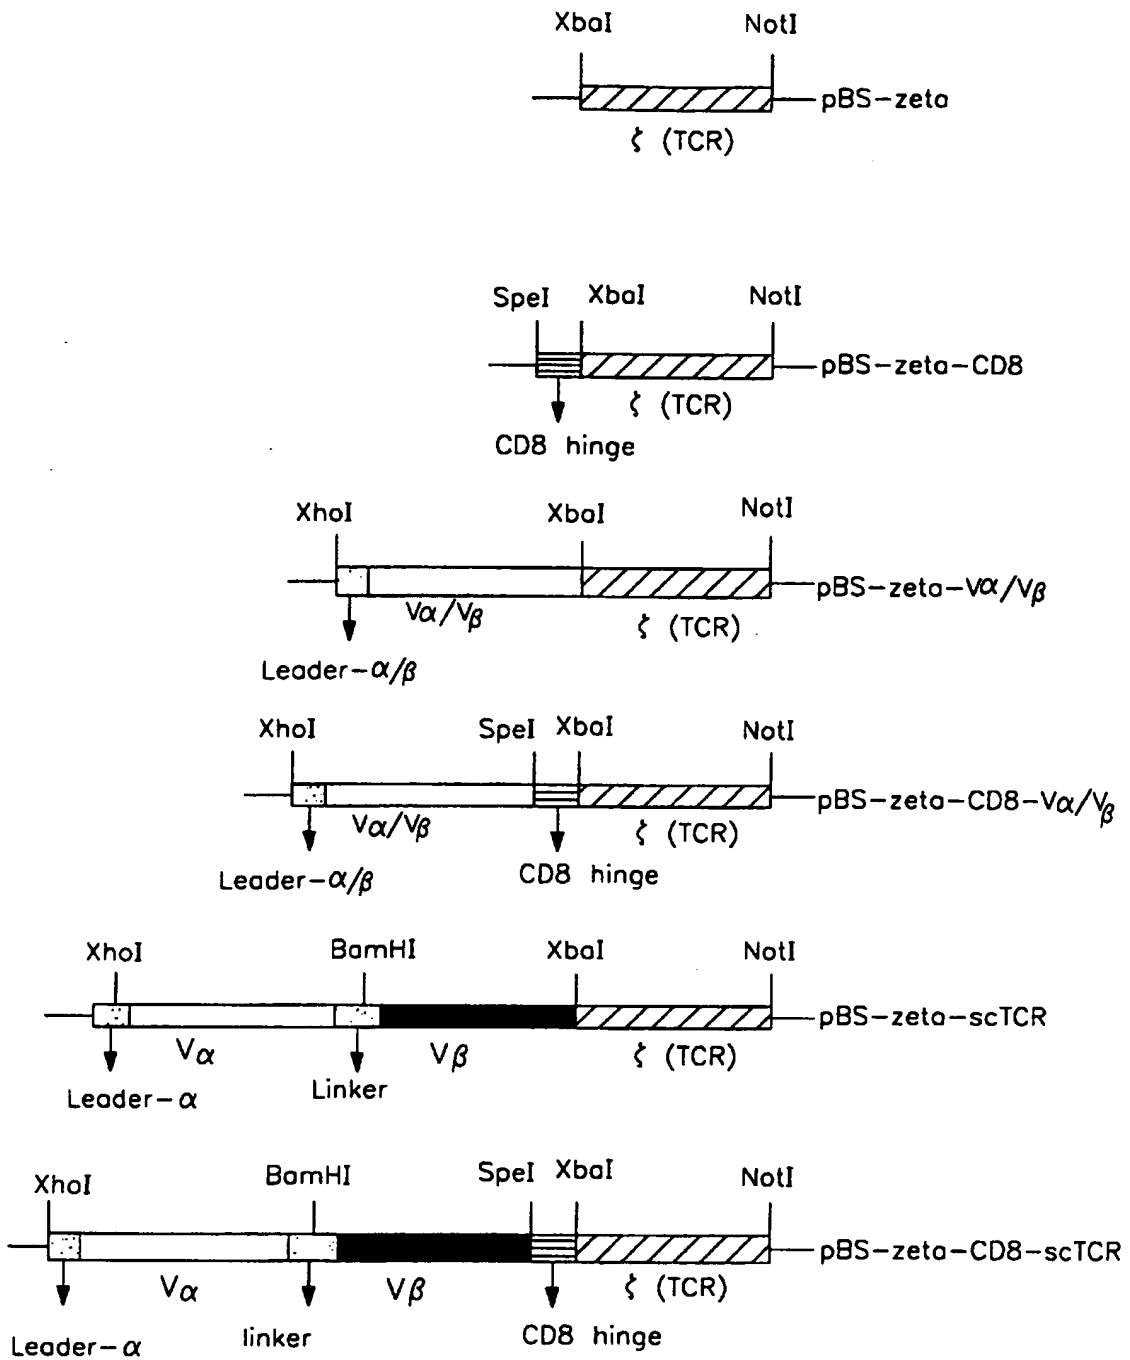 XbaI NotI
pBS-zeta
ζ (TCR)
SpeI XbaI NotI
pBS-zeta-CD8
ζ (TCR)
CD8 hinge
XhoI XbaI NotI
pBS-zeta-Vα/Vβ
Vα/Vβ ζ (TCR)
Leader-α/β
XhoI SpeI XbaI NotI
pBS-zeta-CD8-Vα/Vβ
Vα/Vβ ζ (TCR)
Leader-α/β CD8 hinge
XhoI BamHI XbaI NotI
pBS-zeta-scTCR
Vα Vβ ζ (TCR)
Leader-α Linker
XhoI BamHI SpeI XbaI NotI
pBS-zeta-CD8-scTCR
Vα Vβ ζ (TCR)
Leader-α linker CD8 hinge